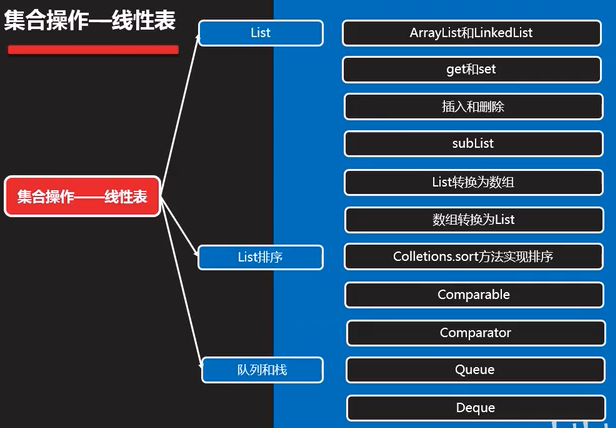 集合操作—线性表
集合操作——线性表
List
ArrayList和LinkedList
get和set
插入和删除
subList
List转换为数组
数组转换为List
List排序
Colletions.sort方法实现排序
Comparable
Comparator
队列和栈
Queue
Deque